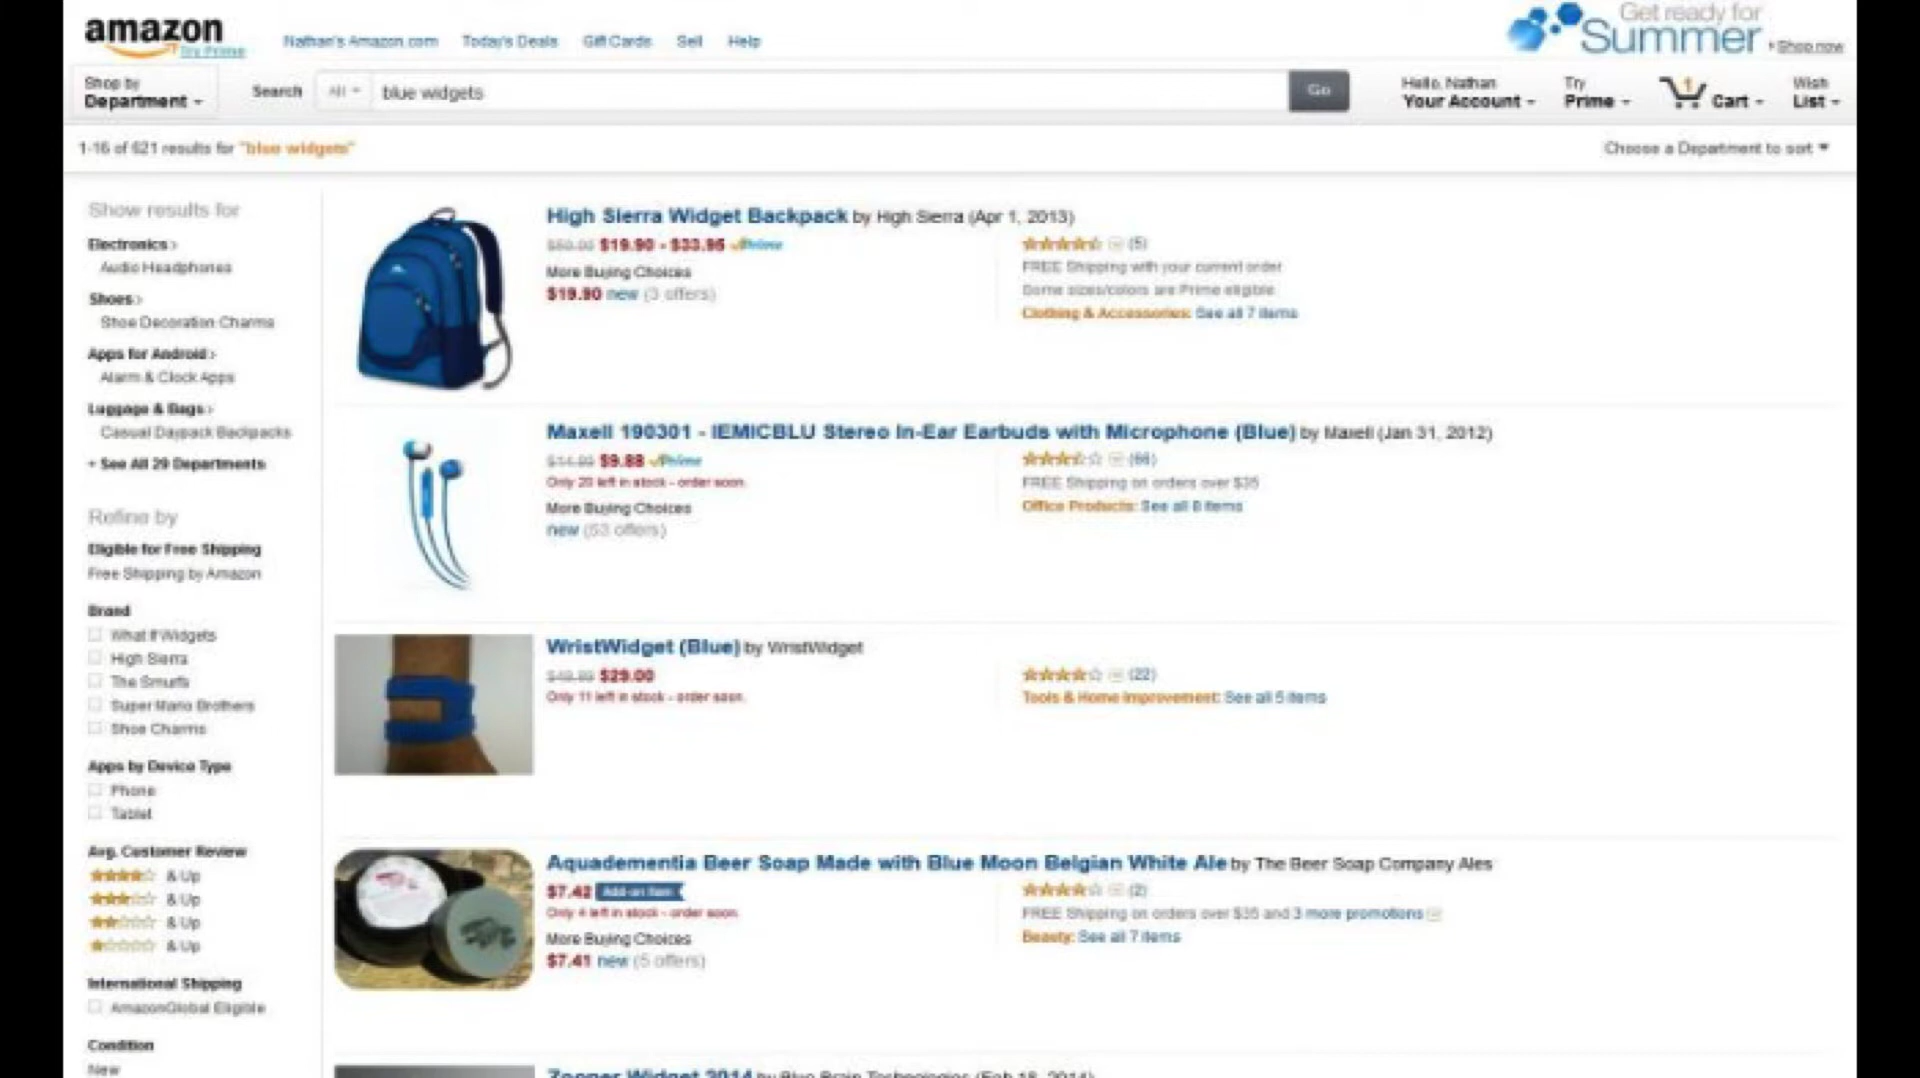 amazon
Try Prime
Nathan's Amazon.com Today's Deals Gift Cards Sell Help
Get ready for
Summer
Shop now
Shop by
Department
Search All blue widgets Go
Hello, Nathan
Your Account
Try
Prime
1
Cart
Wish
List
1-16 of 621 results for "blue widgets"
Choose a Department to sort
Show results for
Electronics ›
Audio Headphones
Shoes ›
Shoe Decoration Charms
Apps for Android ›
Alarm & Clock Apps
Luggage & Bags ›
Casual Daypack Backpacks
+ See All 29 Departments
Refine by
Eligible for Free Shipping
Free Shipping by Amazon
Brand
What If Widgets
High Sierra
The Smurfs
Super Mario Brothers
Shoe Charms
Apps by Device Type
Phone
Tablet
Avg. Customer Review
& Up
& Up
& Up
& Up
International Shipping
AmazonGlobal Eligible
Condition
New
High Sierra Widget Backpack by High Sierra (Apr 1, 2013)
$19.90 - $33.95 Prime
More Buying Choices
$19.90 new (3 offers)
(5)
FREE Shipping with your current order
Some sizes/colors are Prime eligible
Clothing & Accessories: See all 7 items
Maxell 190301 - IEMICBLU Stereo In-Ear Earbuds with Microphone (Blue) by Maxell (Jan 31, 2012)
$9.88 Prime
Only 20 left in stock - order soon.
More Buying Choices
new (53 offers)
FREE Shipping on orders over $35
Office Products: See all 8 items
WristWidget (Blue) by WristWidget
$29.00
Only 11 left in stock - order soon.
(22)
Tools & Home Improvement: See all 5 items
Aquadementia Beer Soap Made with Blue Moon Belgian White Ale by The Beer Soap Company Ales
$7.42 Add-on Item
Only 4 left in stock - order soon.
More Buying Choices
$7.41 new (5 offers)
(2)
FREE Shipping on orders over $35 and 3 more promotions
Beauty: See all 7 items
Zooper Widget 2014 by Blue Brain Technologies (Feb 18, 2014)